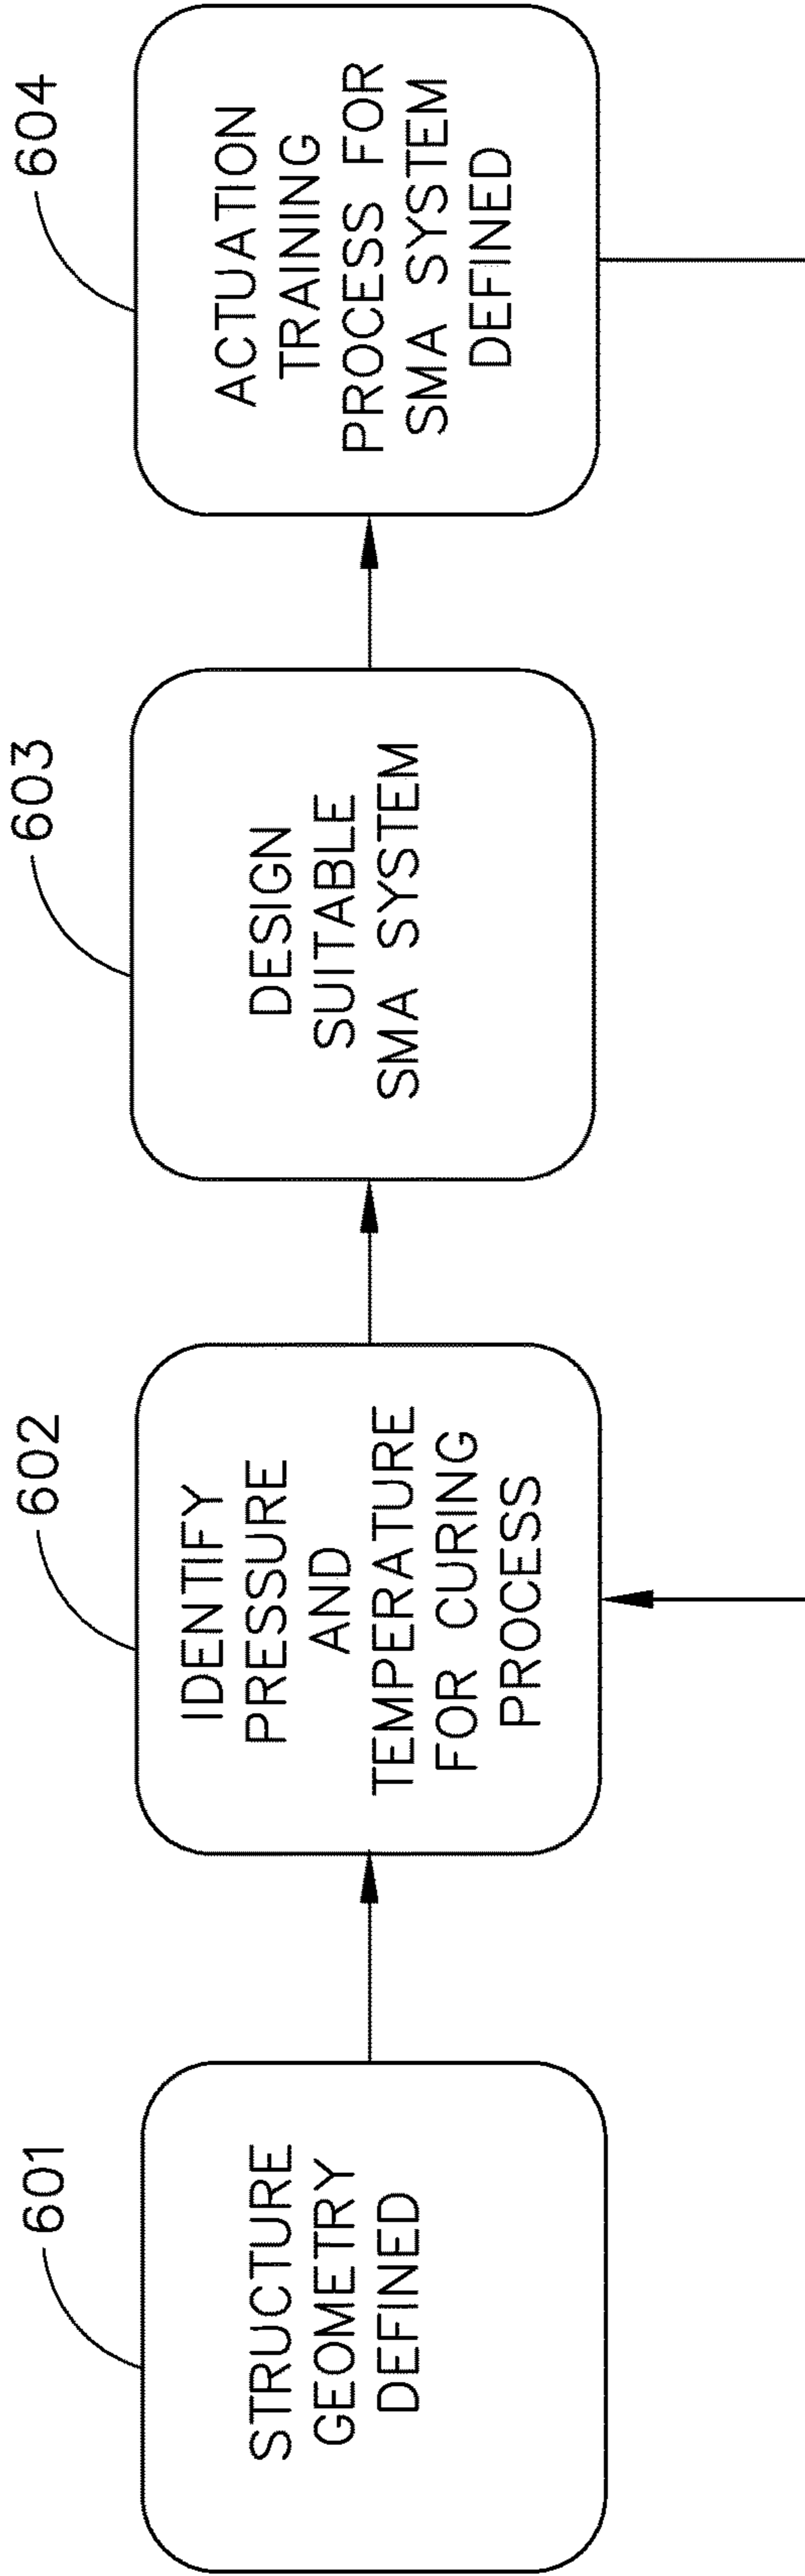 601
STRUCTURE
GEOMETRY
DEFINED
602
IDENTIFY
PRESSURE
AND
TEMPERATURE
FOR CURING
PROCESS
603
DESIGN
SUITABLE
SMA SYSTEM
604
ACTUATION
TRAINING
PROCESS FOR
SMA SYSTEM
DEFINED